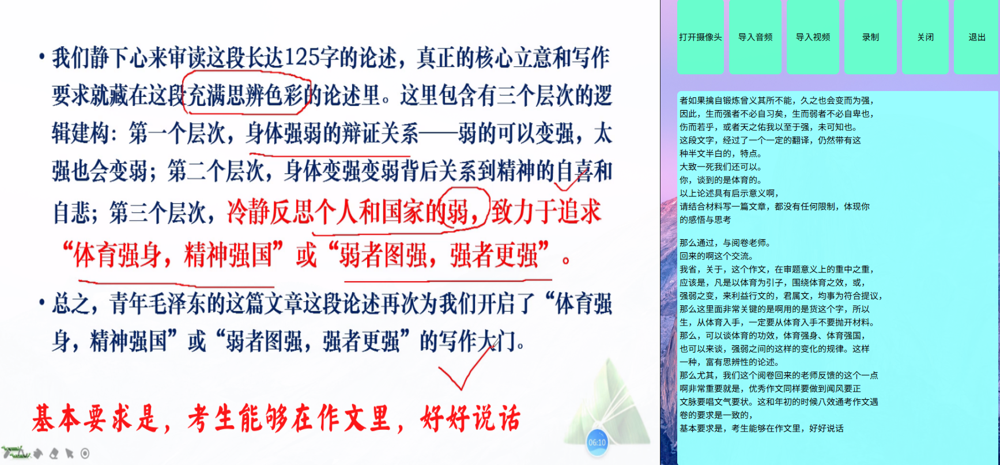 •我们静下心来审读这段长达125字的论述，真正的核心立意和写作
要求就藏在这段充满思辨色彩的论述里。这里包含有三个层次的逻
辑建构：第一个层次，身体强弱的辩证关系——弱的可以变强，太
强也会变弱；第二个层次，身体变强变弱背后关系到精神的自喜和
自悲；第三个层次，冷静反思个人和国家的弱，致力于追求
“体育强身，精神强国”或“弱者图强，强者更强”。
•总之，青年毛泽东的这篇文章这段论述再次为我们开启了“体育强
身，精神强国”或“弱者图强，强者更强”的写作大门。
基本要求是，考生能够在作文里，好好说话
06:10
打开摄像头 导入音频 导入视频 录制 关闭 退出
者如果擒自锻炼曾义其所不能，久之也会变而为强，
因此，生而强者不必自习矣，生而弱者不必自卑也，
伤而若乎，或者天之佑我以至于强，未可知也。
这段文字，经过了一个一定的翻译，仍然带有这
种半文半白的，特点。
大致一死我们还可以。
你，谈到的是体育的。
以上论述具有启示意义啊，
请结合材料写一篇文章，都没有任何限制，体现你
的感悟与思考
那么通过，与阅卷老师。
回来的啊这个交流。
我省，关于，这个作文，在审题意义上的重中之重，
应该是，凡是以体育为引子，围绕体育之效，或，
强弱之变，来利益行文的，君属文，均事为符合提议，
那么这里面非常关键的是啊用的是货这个字，所以
生，从体育入手，一定要从体育入手不要抛开材料。
那么，可以谈体育的功效，体育强身、体育强国，
也可以来谈，强弱之间的这样的变化的规律。这样
一种，富有思辨性的论述。
那么尤其，我们这个阅卷回来的老师反馈的这个一点
啊非常重要就是，优秀作文同样要做到闻风要正
文脉要唱文气要状。这和年初的时候八效通考作文遇
卷的要求是一致的，
基本要求是，考生能够在作文里，好好说话